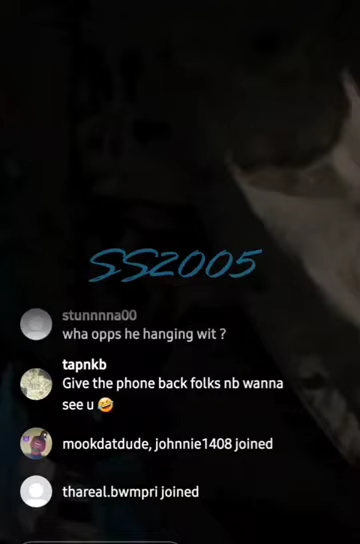 SS2005
stunnnna00
wha opps he hanging wit ?
tapnkb
Give the phone back folks nb wanna
see u 🤣
mookdatdude, johnnie1408 joined
thareal.bwmpri joined